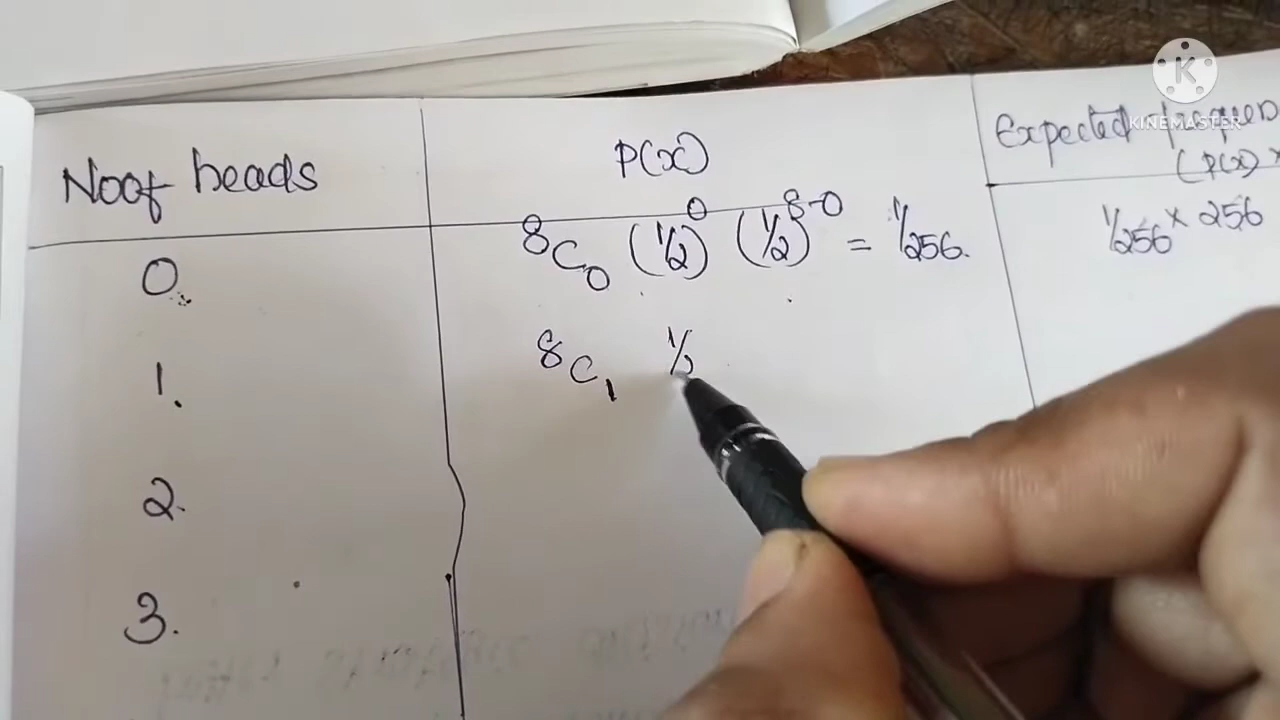 No of heads
P(x)
Expected frequen
(P(x) ×
0.
⁸C₀ (1/2)⁰ (1/2)⁸⁻⁰ = 1/256.
1/256 × 256
1.
⁸C₁ 1/2
2.
3.
K
KINEMASTER